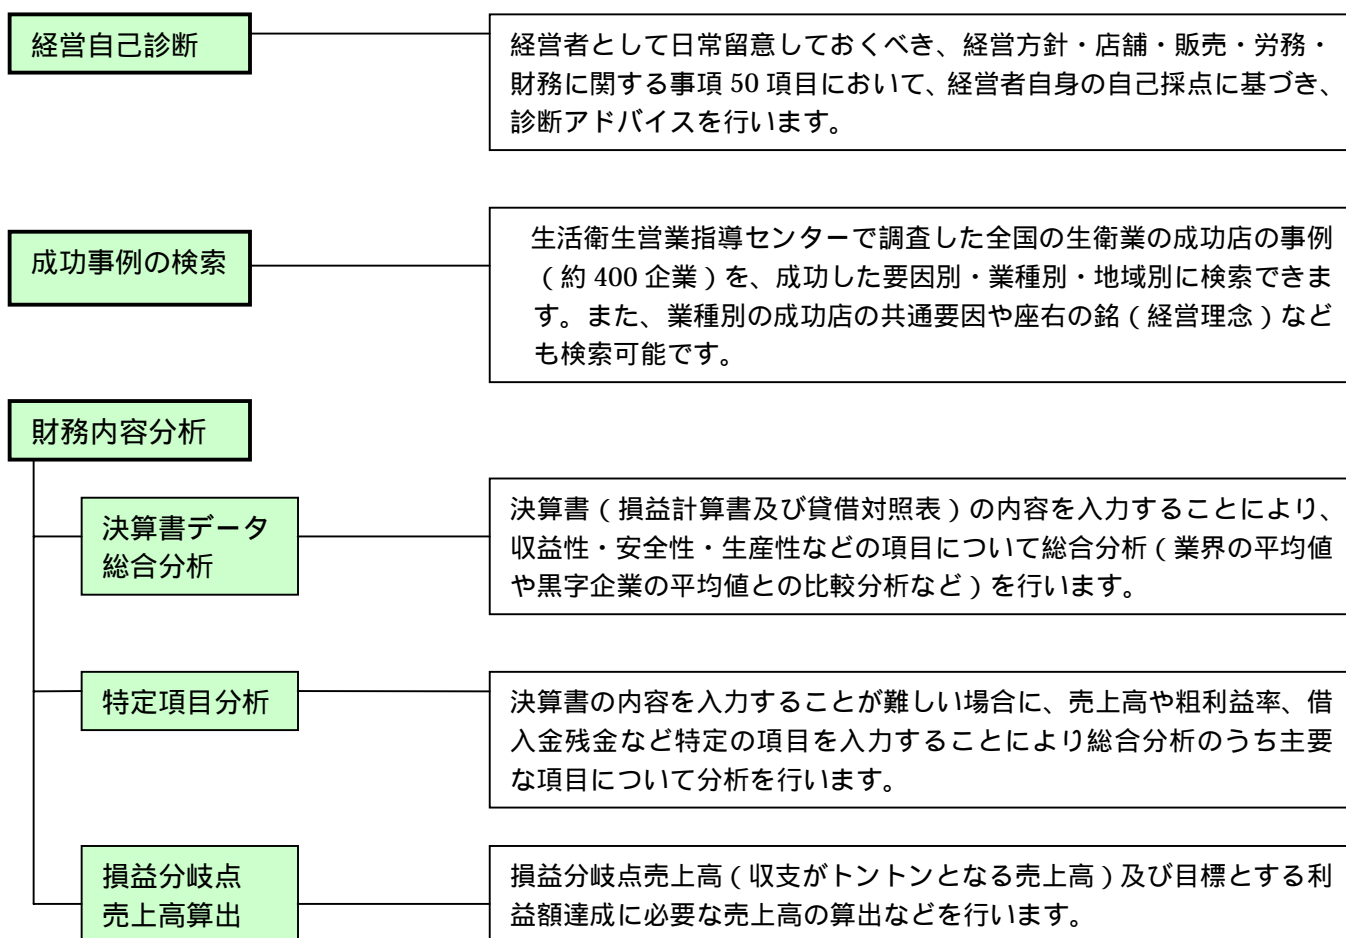 経営自己診断
経営者として日常留意しておくべき、経営方針・店舗・販売・労務・
財務に関する事項 50 項目において、経営者自身の自己採点に基づき、
診断アドバイスを行います。
成功事例の検索
生活衛生営業指導センターで調査した全国の生衛業の成功店の事例
（約 400 企業）を、成功した要因別・業種別・地域別に検索できま
す。また、業種別の成功店の共通要因や座右の銘（経営理念）など
も検索可能です。
財務内容分析
決算書データ
総合分析
決算書（損益計算書及び貸借対照表）の内容を入力することにより、
収益性・安全性・生産性などの項目について総合分析（業界の平均値
や黒字企業の平均値との比較分析など）を行います。
特定項目分析
決算書の内容を入力することが難しい場合に、売上高や粗利益率、借
入金残金など特定の項目を入力することにより総合分析のうち主要
な項目について分析を行います。
損益分岐点
売上高算出
損益分岐点売上高（収支がトントンとなる売上高）及び目標とする利
益額達成に必要な売上高の算出などを行います。